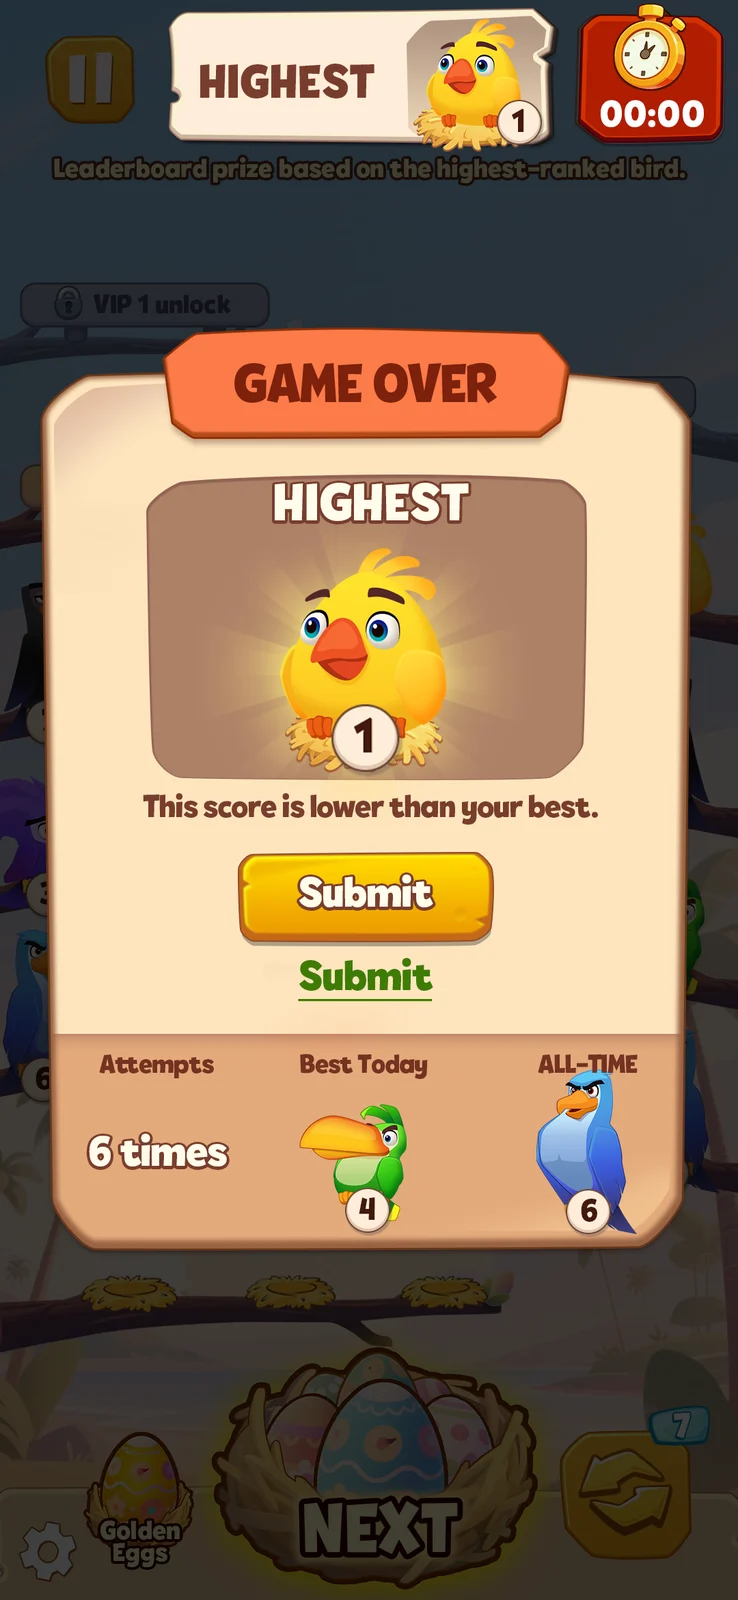 HIGHEST
1
00:00
Leaderboard prize based on the highest-ranked bird.
VIP 1 unlock
GAME OVER
HIGHEST
1
This score is lower than your best.
Submit
Submit
Attempts
Best Today
ALL-TIME
6 times
4
6
6
7
NEXT
Golden
Eggs